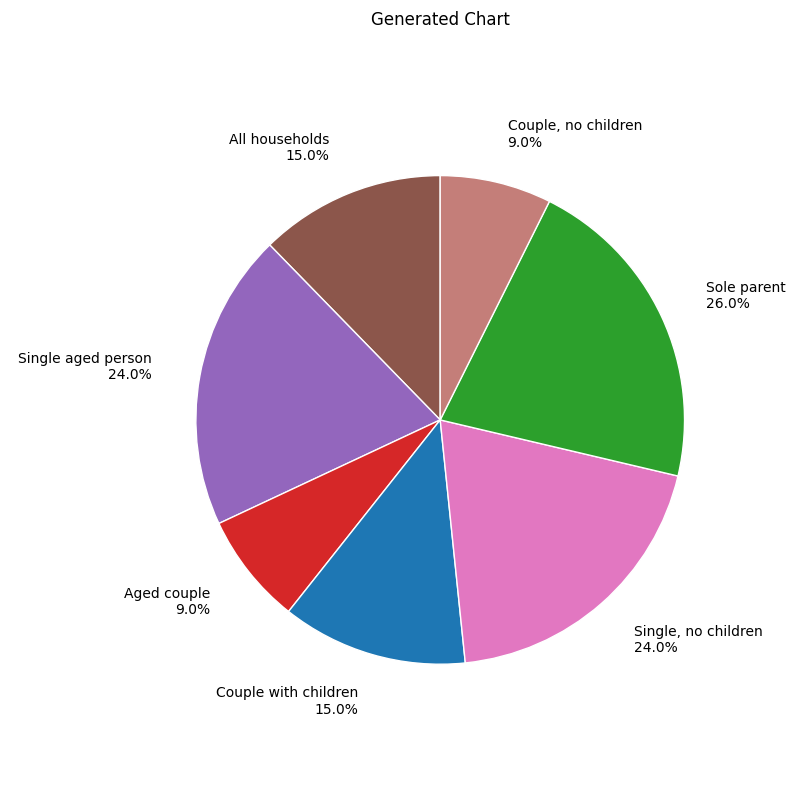 Generated Chart
Couple, no children
9.0%
All households
15.0%
Sole parent
26.0%
Single aged person
24.0%
Aged couple
9.0%
Single, no children
24.0%
Couple with children
15.0%